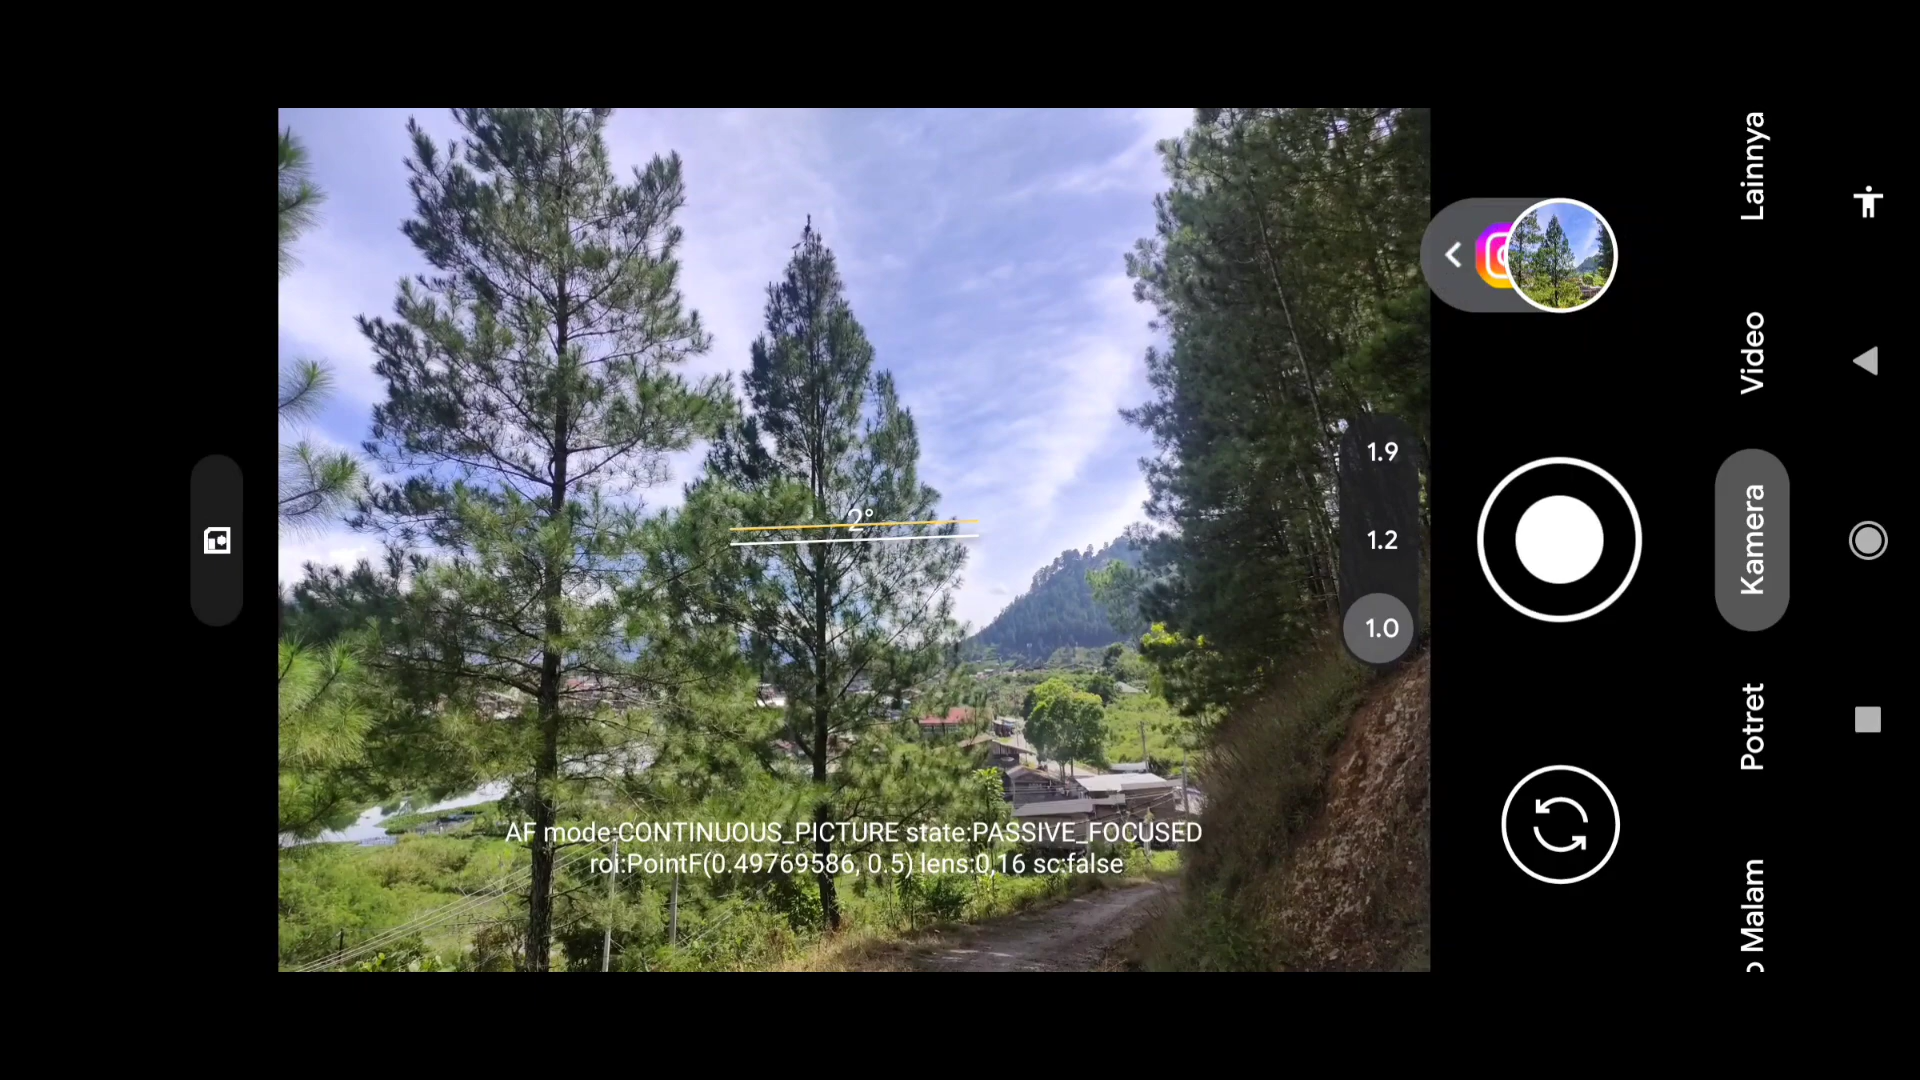 2°
1.9
1.2
1.0
AF mode:CONTINUOUS_PICTURE state:PASSIVE_FOCUSED
roi:PointF(0.49769586, 0.5) lens:0,16 sc:false
Lainnya
Video
Kamera
Potret
Malam